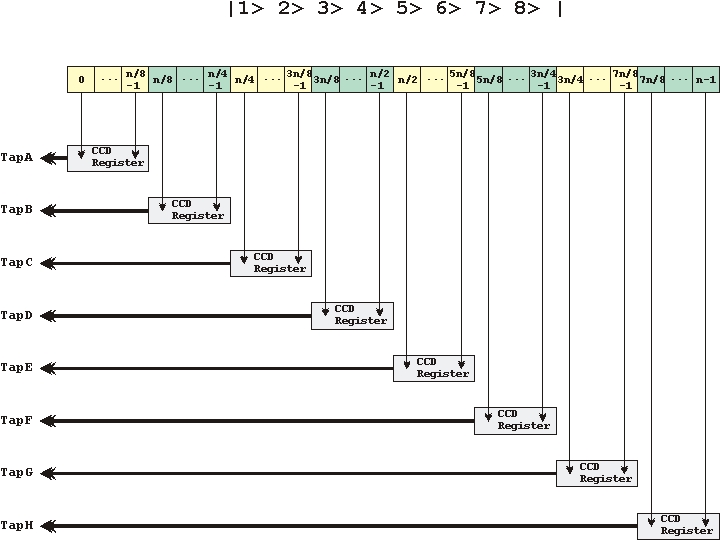 |1> 2> 3> 4> 5> 6> 7> 8> |
0 ··· n/8-1 n/8 ··· n/4-1 n/4 ··· 3n/8-1 3n/8 ··· n/2-1 n/2 ··· 5n/8-1 5n/8 ··· 3n/4-1 3n/4 ··· 7n/8-1 7n/8 ··· n-1
TapA CCD
Register
TapB CCD
Register
TapC CCD
Register
TapD CCD
Register
TapE CCD
Register
TapF CCD
Register
TapG CCD
Register
TapH CCD
Register